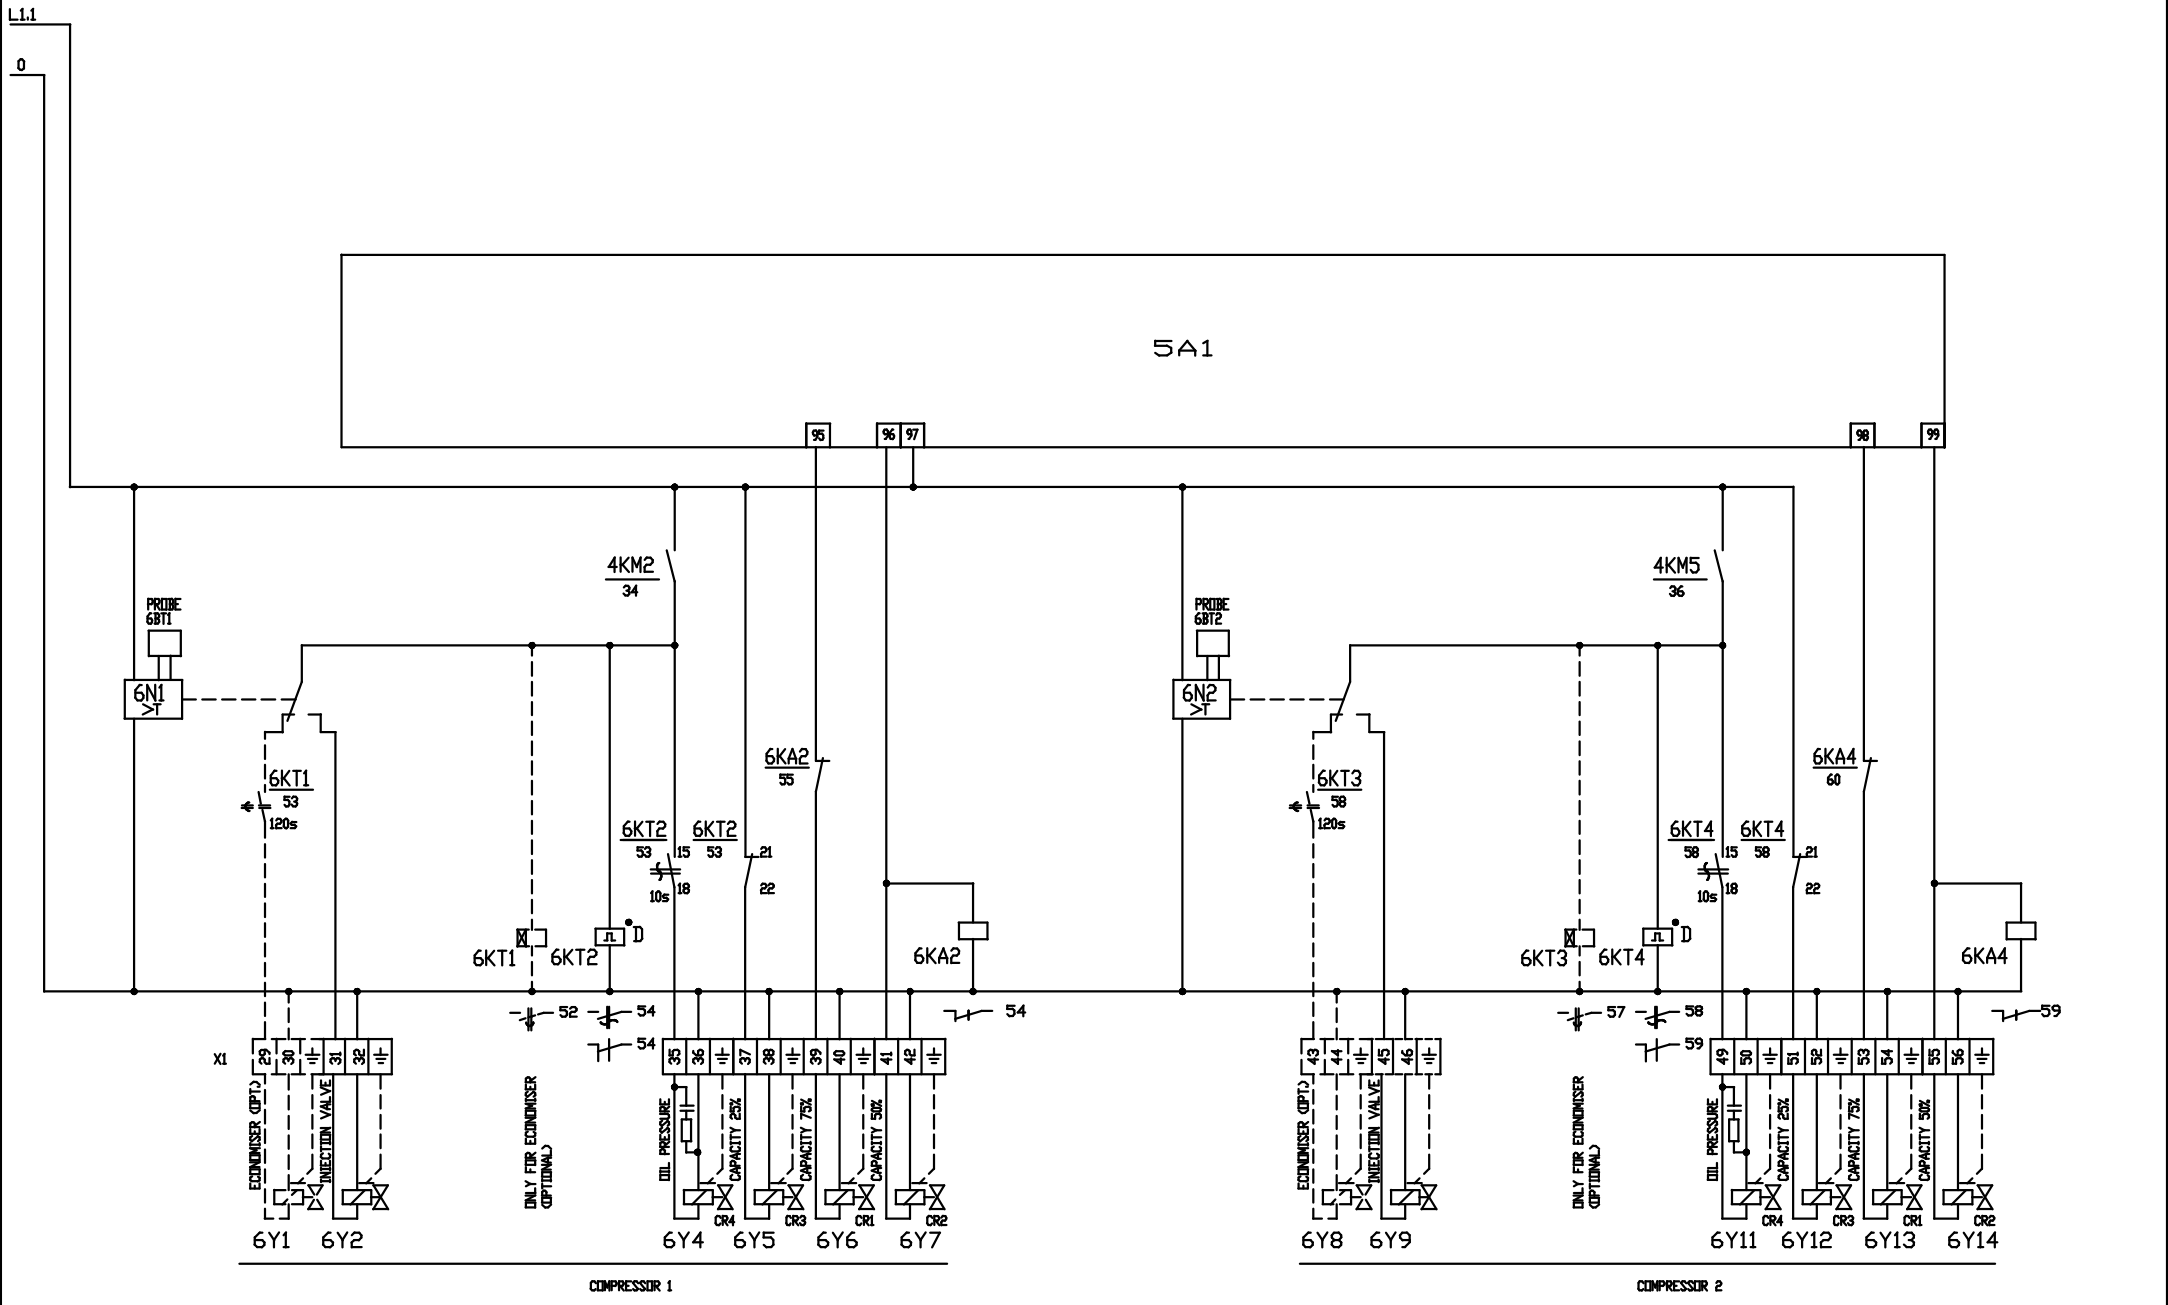 L1.1
0
5A1
95
96
97
98
99
4KM2
34
4KM5
36
PROBE
6BT1
6N1
>T
PROBE
6BT2
6N2
>T
6KT1
53
120s
6KA2
55
6KT2
53
15
18
10s
6KT2
53
21
22
6KT3
58
120s
6KA4
60
6KT4
58
15
18
10s
6KT4
58
21
22
6KT1
6KT2
D
6KA2
6KT3
6KT4
D
6KA4
52
54
54
54
57
58
59
59
X1
29
30
31
32
35
36
37
38
39
40
41
42
43
44
45
46
49
50
51
52
53
54
55
56
ECONOMISER (OPT.)
INJECTION VALVE
ONLY FOR ECONOMISER
(OPTIONAL)
OIL PRESSURE
CAPACITY 25%
CAPACITY 75%
CAPACITY 50%
ECONOMISER (OPT.)
INJECTION VALVE
ONLY FOR ECONOMISER
(OPTIONAL)
OIL PRESSURE
CAPACITY 25%
CAPACITY 75%
CAPACITY 50%
CR4
CR3
CR1
CR2
CR4
CR3
CR1
CR2
6Y1
6Y2
6Y4
6Y5
6Y6
6Y7
6Y8
6Y9
6Y11
6Y12
6Y13
6Y14
COMPRESSOR 1
COMPRESSOR 2